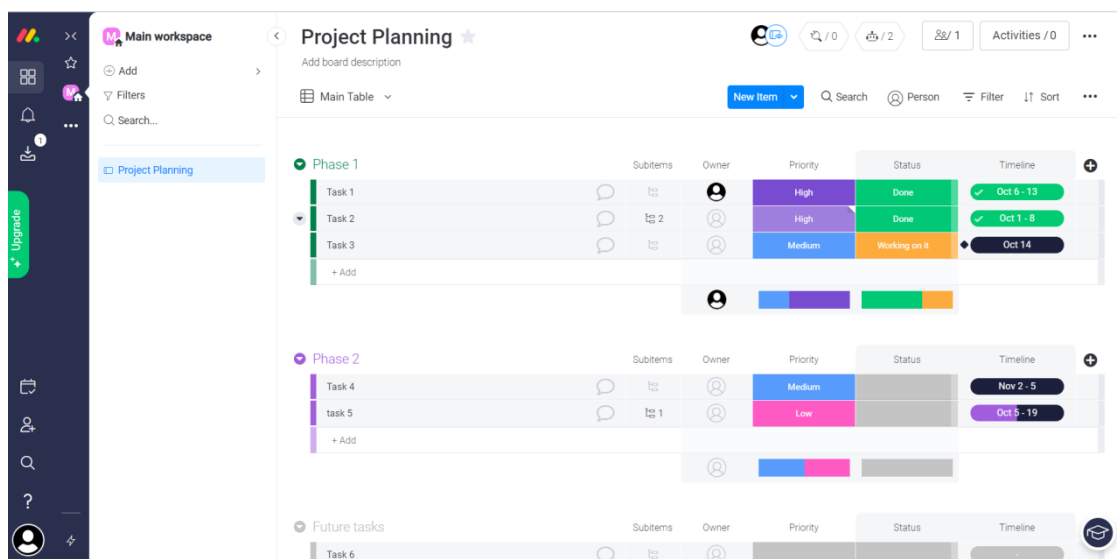 Main workspace
Add
Filters
Search...
Project Planning
Upgrade
1
M
M
Project Planning
Add board description
/ 0
/ 2
/ 1
Activities / 0
Main Table
New Item
Search
Person
Filter
Sort
Phase 1 Subitems Owner Priority Status Timeline
Task 1 High Done Oct 6 - 13
Task 2 2 High Done Oct 1 - 8
Task 3 Medium Working on it Oct 14
+ Add
Phase 2 Subitems Owner Priority Status Timeline
Task 4 Medium Nov 2 - 5
task 5 1 Low Oct 5 - 19
+ Add
Future tasks Subitems Owner Priority Status Timeline
Task 6 -
?